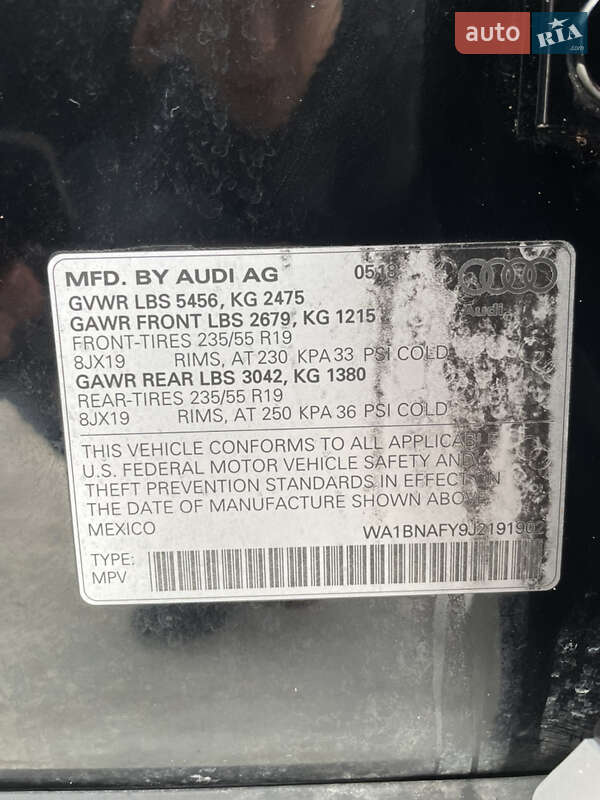 auto RIA.com
MFD. BY AUDI AG 05.18
GVWR LBS 5456, KG 2475
GAWR FRONT LBS 2679, KG 1215
FRONT-TIRES 235/55 R19
8JX19 RIMS, AT 230 KPA 33 PSI COLD
GAWR REAR LBS 3042, KG 1380
REAR-TIRES 235/55 R19
8JX19 RIMS, AT 250 KPA 36 PSI COLD
Audi
THIS VEHICLE CONFORMS TO ALL APPLICABLE
U.S. FEDERAL MOTOR VEHICLE SAFETY AND
THEFT PREVENTION STANDARDS IN EFFECT ON
THE DATE OF MANUFACTURE SHOWN ABOVE.
MEXICO WA1BNAFY9J2191902
TYPE:
MPV